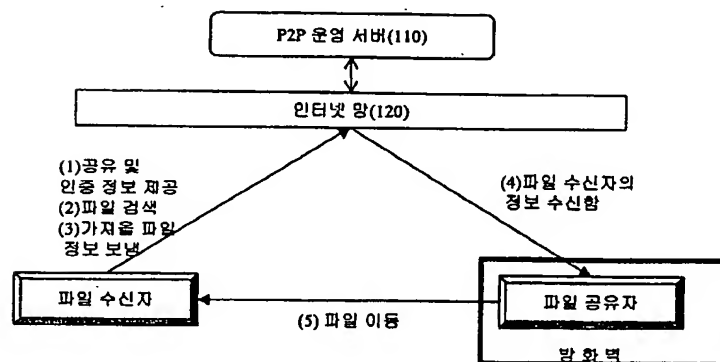 P2P 운영 서버(110)
인터넷 망(120)
(1)공유 및
인증 정보 제공
(2)파일 검색
(3)가져올 파일
정보 보냄
(4)파일 수신자의
정보 수신함
파일 수신자
파일 공유자
(5) 파일 이동
방 화 벽